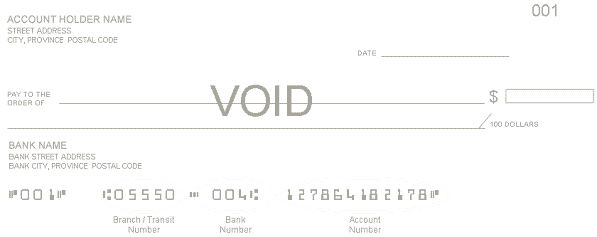 001
ACCOUNT HOLDER NAME
STREET ADDRESS
CITY, PROVINCE POSTAL CODE
DATE
PAY TO THE
ORDER OF
VOID
$
100 DOLLARS
BANK NAME
BANK STREET ADDRESS
BANK CITY, PROVINCE POSTAL CODE
⑈001⑈ ⑆05550 ⑉ 004⑆ 127864182178⑈
Branch / Transit Number
Bank Number
Account Number